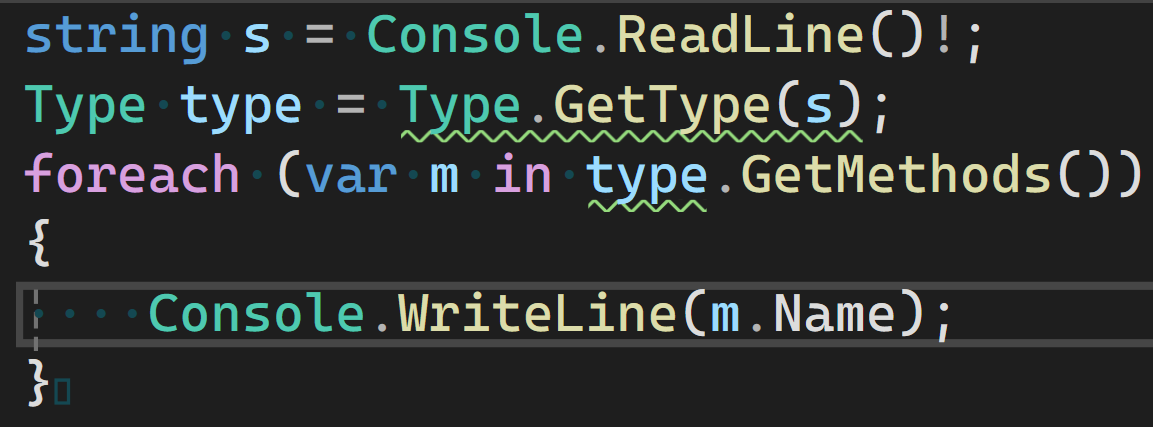 string s = Console.ReadLine()!;
Type type = Type.GetType(s);
foreach (var m in type.GetMethods())
{
    Console.WriteLine(m.Name);
}